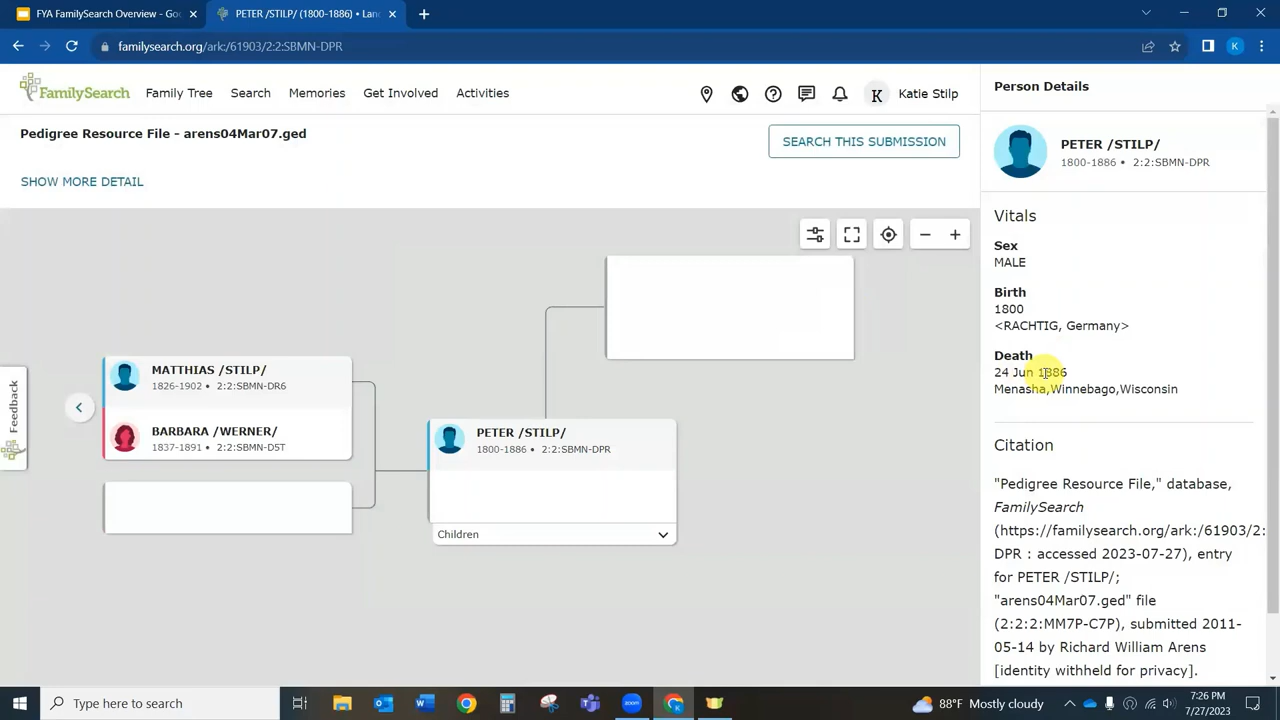 FYA FamilySearch Overview - Goo
PETER /STILP/ (1800-1886) • Lan
familysearch.org/ark:/61903/2:2:SBMN-DPR
K
FamilySearch
Family Tree
Search
Memories
Get Involved
Activities
K
Katie Stilp
Person Details
Pedigree Resource File - arens04Mar07.ged
SEARCH THIS SUBMISSION
SHOW MORE DETAIL
PETER /STILP/
1800-1886 • 2:2:SBMN-DPR
Vitals
Sex
MALE
Birth
1800
<RACHTIG, Germany>
Death
24 Jun 1886
Menasha,Winnebago,Wisconsin
Feedback
MATTHIAS /STILP/
1826-1902 • 2:2:SBMN-DR6
BARBARA /WERNER/
1837-1891 • 2:2:SBMN-D5T
PETER /STILP/
1800-1886 • 2:2:SBMN-DPR
Children
Citation
"Pedigree Resource File," database,
FamilySearch
(https://familysearch.org/ark:/61903/2:
DPR : accessed 2023-07-27), entry
for PETER /STILP/;
"arens04Mar07.ged" file
(2:2:2:MM7P-C7P), submitted 2011-
05-14 by Richard William Arens
[identity withheld for privacy].
Type here to search
zoom
88°F Mostly cloudy
7:26 PM
7/27/2023